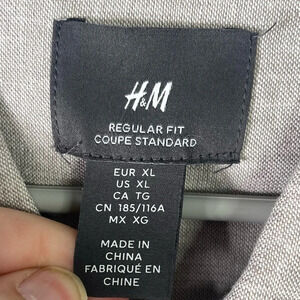 H&M
REGULAR FIT
COUPE STANDARD
EUR XL
US XL
CA TG
CN 185/116A
MX XG
MADE IN
CHINA
FABRIQUÉ EN
CHINE